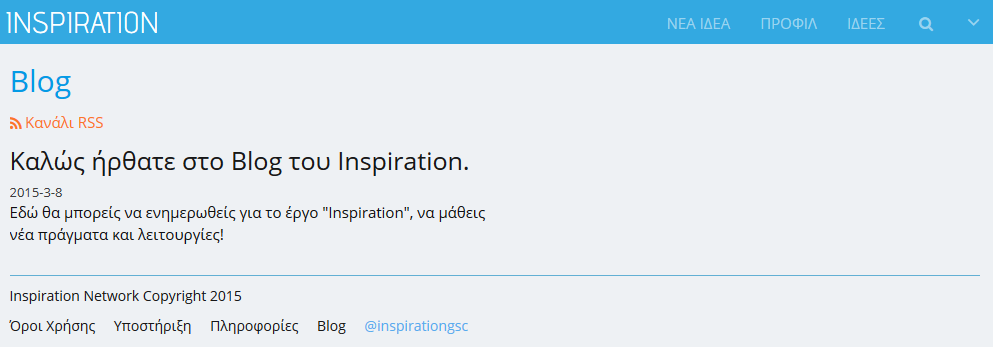 INSPIRATION ΝΕΑ ΙΔΕΑ ΠΡΟΦΙΛ ΙΔΕΕΣ
Blog
Κανάλι RSS
Καλώς ήρθατε στο Blog του Inspiration.
2015-3-8
Εδώ θα μπορείς να ενημερωθείς για το έργο "Inspiration", να μάθεις
νέα πράγματα και λειτουργίες!
Inspiration Network Copyright 2015
Όροι Χρήσης Υποστήριξη Πληροφορίες Blog @inspirationgsc